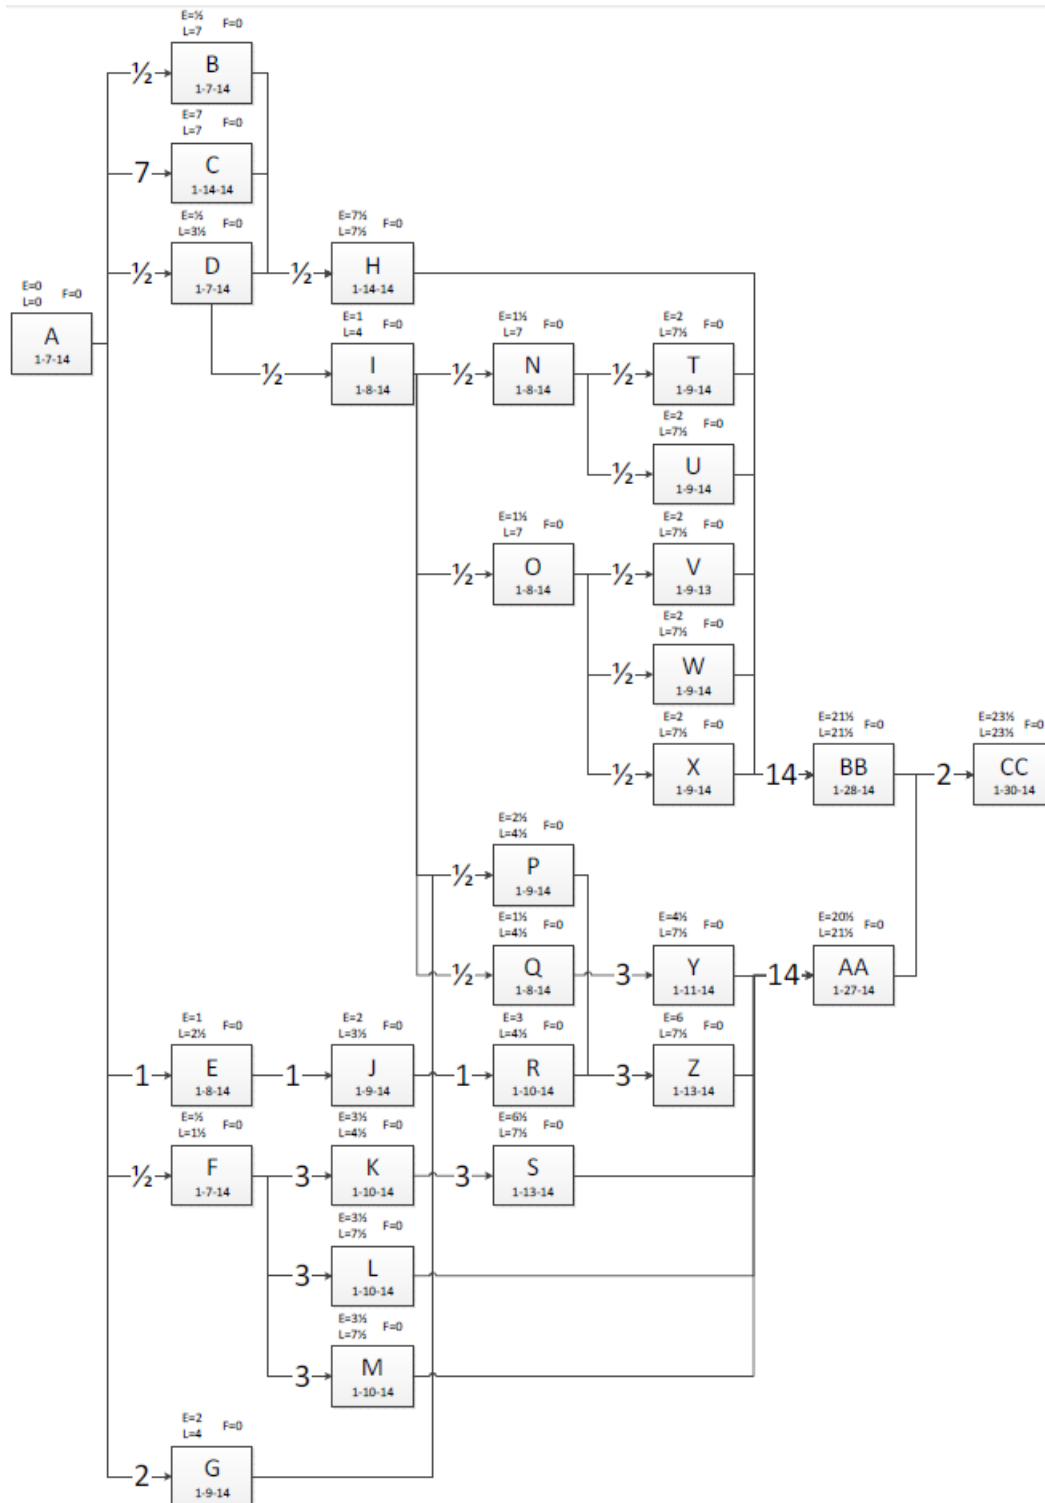 E=½
L=7 F=0
½ B
1-7-14
E=7
L=7 F=0
7 C
1-14-14
E=½
L=3½ F=0
½ D
1-7-14
E=7½
L=7½ F=0
½ H
1-14-14
E=0
L=0 F=0
A
1-7-14
E=1
L=4 F=0
½ I
1-8-14
E=1½
L=7 F=0
½ N
1-8-14
E=2
L=7½ F=0
½ T
1-9-14
E=2
L=7½ F=0
½ U
1-9-14
E=1½
L=7 F=0
½ O
1-8-14
E=2
L=7½ F=0
½ V
1-9-13
E=2
L=7½ F=0
½ W
1-9-14
E=2
L=7½ F=0
½ X
1-9-14
E=21½
L=21½ F=0
14 BB
1-28-14
E=23½
L=23½ F=0
2 CC
1-30-14
E=2½
L=4½ F=0
½ P
1-9-14
E=1½
L=4½ F=0
½ Q
1-8-14
E=4½
L=7½ F=0
3 Y
1-11-14
E=20½
L=21½ F=0
14 AA
1-27-14
E=1
L=2½ F=0
1 E
1-8-14
E=2
L=3½ F=0
1 J
1-9-14
E=3
L=4½ F=0
1 R
1-10-14
E=6
L=7½ F=0
3 Z
1-13-14
E=½
L=1½ F=0
½ F
1-7-14
E=3½
L=4½ F=0
3 K
1-10-14
E=6½
L=7½ F=0
3 S
1-13-14
E=3½
L=7½ F=0
3 L
1-10-14
E=3½
L=7½ F=0
3 M
1-10-14
E=2
L=4 F=0
2 G
1-9-14